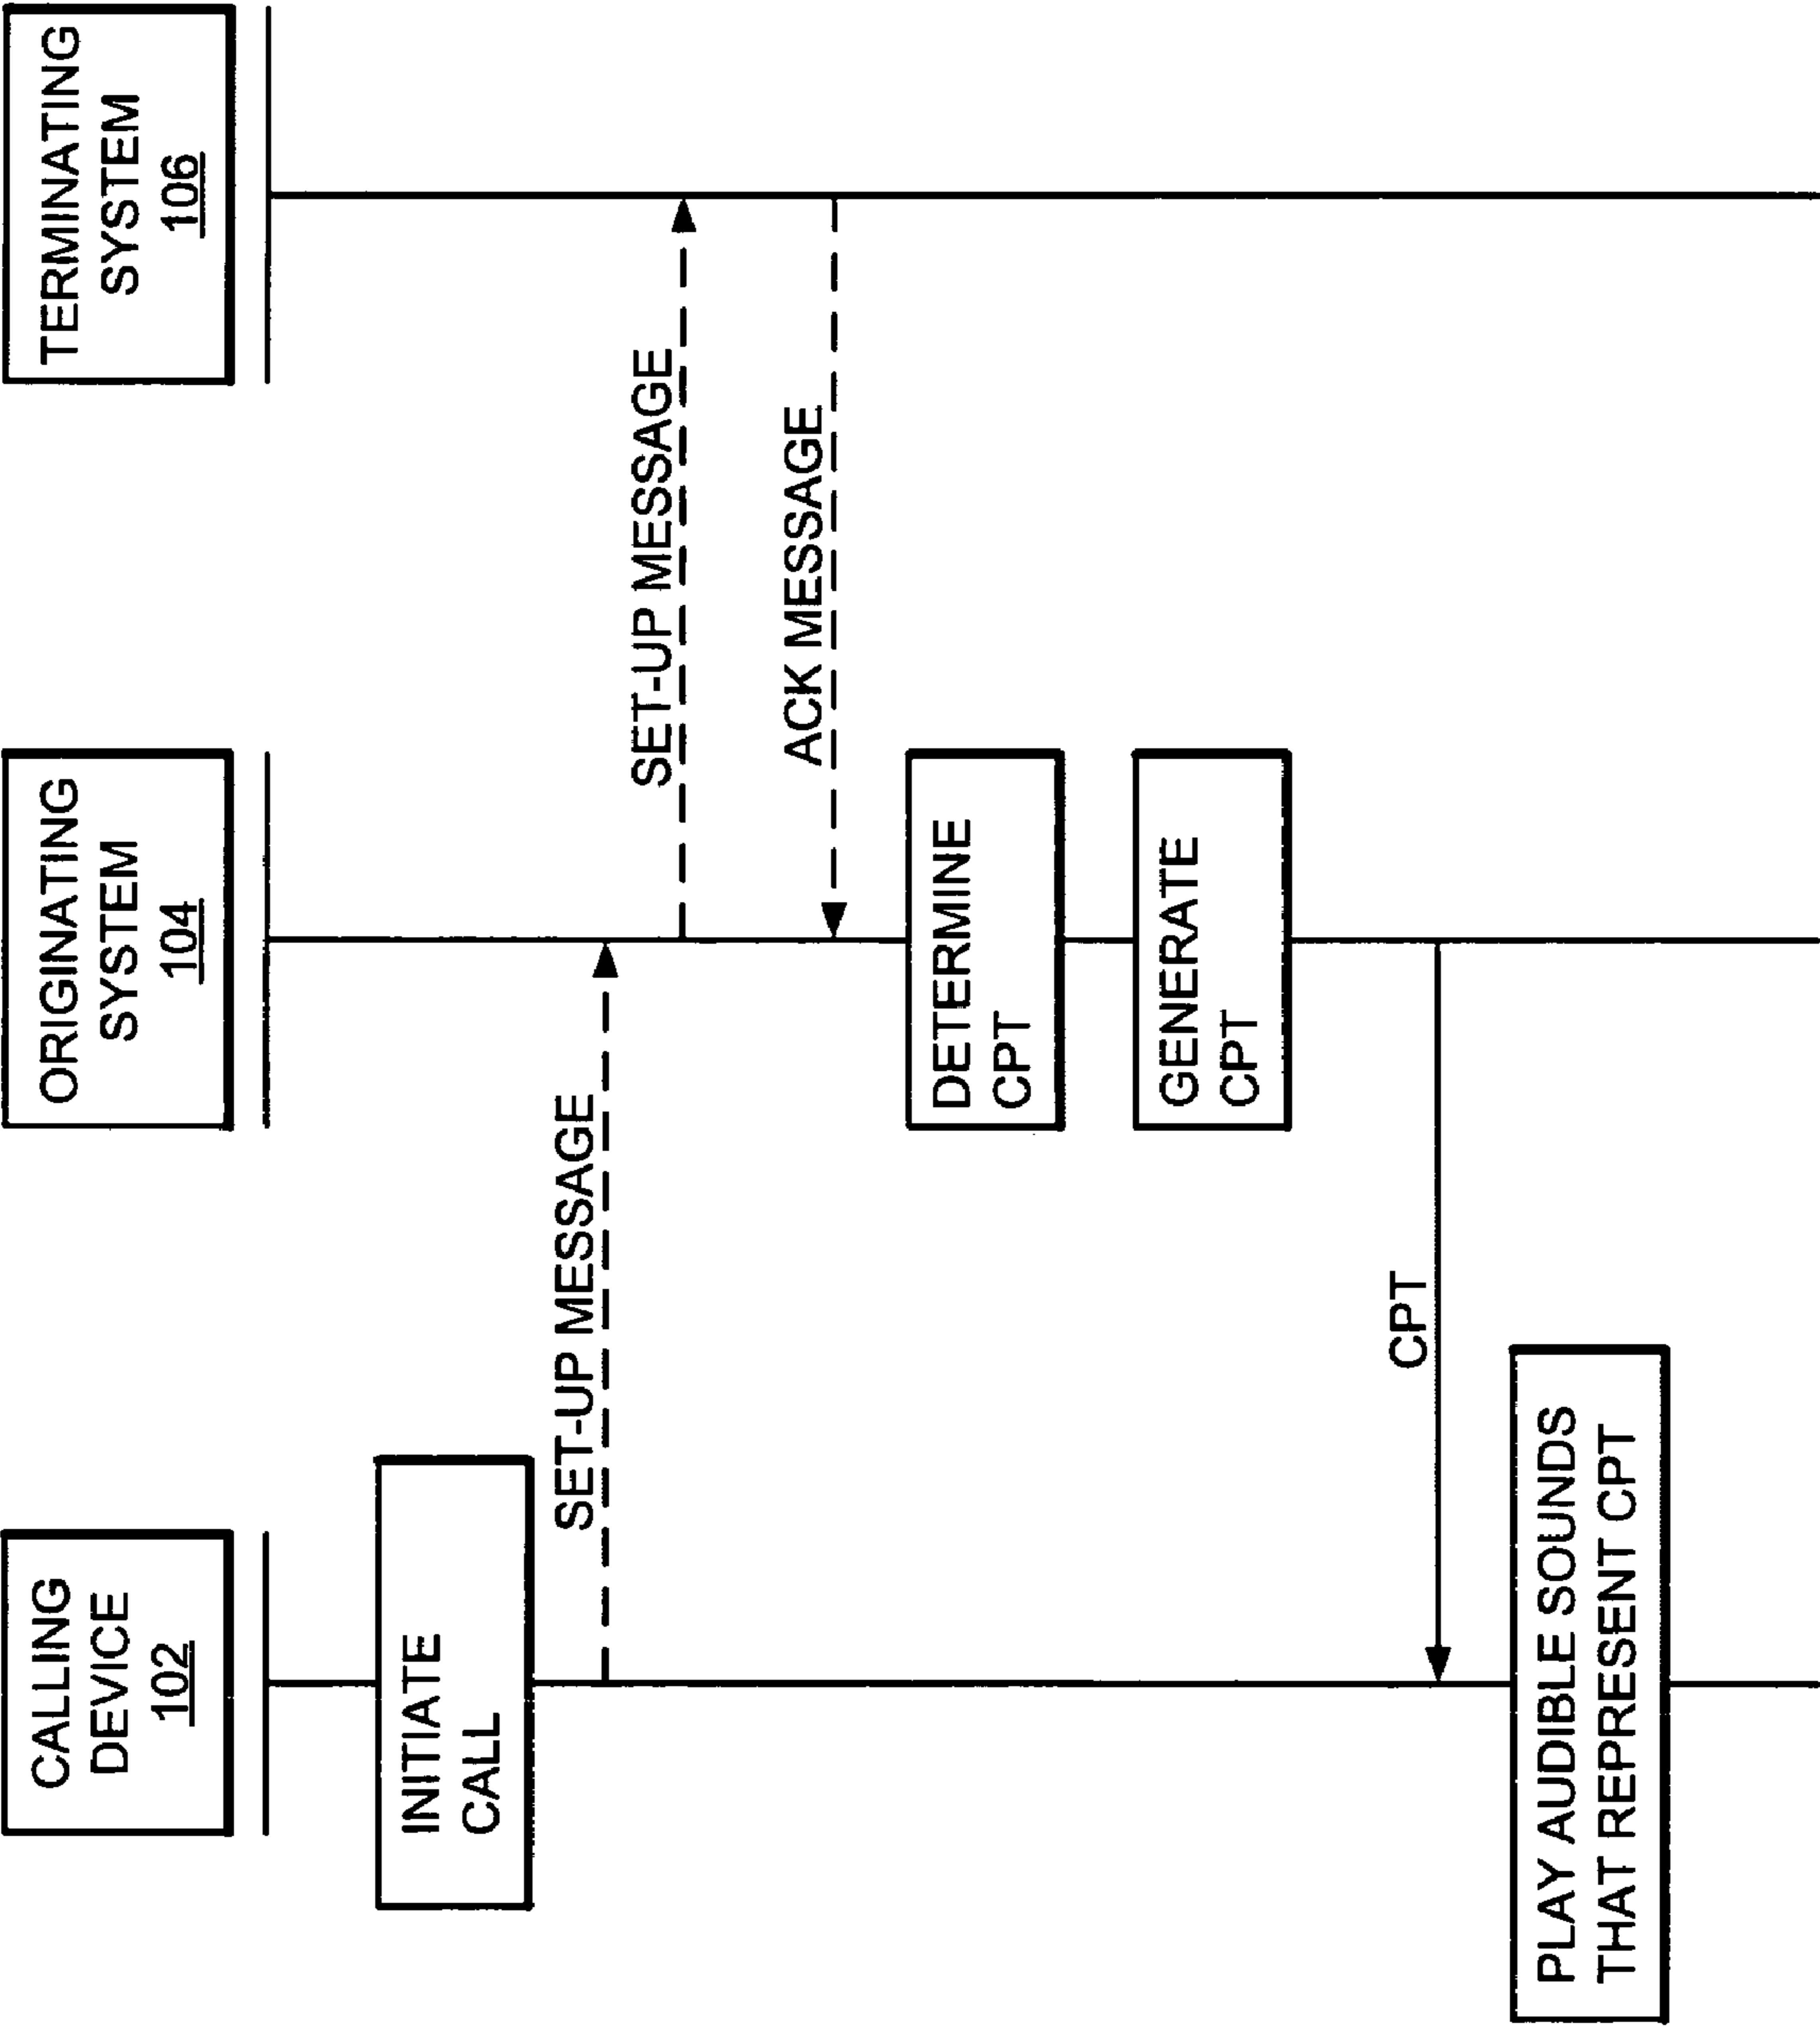 CALLING
DEVICE
102
ORIGINATING
SYSTEM
104
TERMINATING
SYSTEM
106
INITIATE
CALL
SET-UP MESSAGE
SET-UP MESSAGE
ACK MESSAGE
DETERMINE
CPT
GENERATE
CPT
CPT
PLAY AUDIBLE SOUNDS
THAT REPRESENT CPT